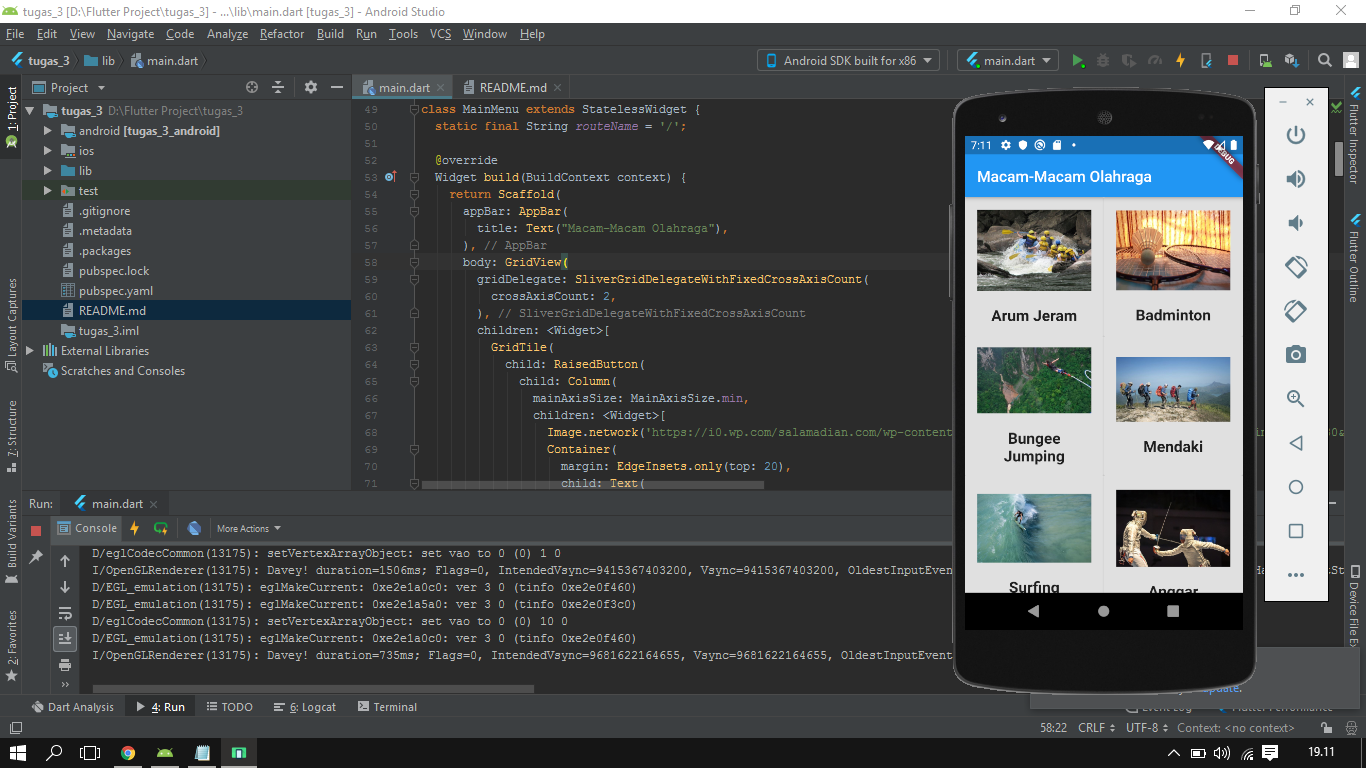 tugas_3 [D:\Flutter Project\tugas_3] - ...\lib\main.dart [tugas_3] - Android Studio
File Edit View Navigate Code Analyze Refactor Build Run Tools VCS Window Help
tugas_3 lib main.dart Android SDK built for x86 main.dart
Project main.dart README.md
1: Project
Layout Captures
7: Structure
Build Variants
2: Favorites
tugas_3 D:\Flutter Project\tugas_3
android [tugas_3_android]
ios
lib
test
.gitignore
.metadata
.packages
pubspec.lock
pubspec.yaml
README.md
tugas_3.iml
External Libraries
Scratches and Consoles
49 class MainMenu extends StatelessWidget {
50 static final String routeName = '/';
51
52 @override
53 Widget build(BuildContext context) {
54 return Scaffold(
55 appBar: AppBar(
56 title: Text("Macam-Macam Olahraga"),
57 ), // AppBar
58 body: GridView(
59 gridDelegate: SliverGridDelegateWithFixedCrossAxisCount(
60 crossAxisCount: 2,
61 ), // SliverGridDelegateWithFixedCrossAxisCount
62 children: <Widget>[
63 GridTile(
64 child: RaisedButton(
65 child: Column(
66 mainAxisSize: MainAxisSize.min,
67 children: <Widget>[
68 Image.network('https://i0.wp.com/salamadian.com/wp-content
69 Container(
70 margin: EdgeInsets.only(top: 20),
71 child: Text(
7:11
DEBUG
Macam-Macam Olahraga
Arum Jeram Badminton
Bungee
Jumping
Mendaki
Surfing Anggar
Flutter Inspector
Flutter Outline
Device File Ex
Run: main.dart
Console More Actions
D/eglCodecCommon(13175): setVertexArrayObject: set vao to 0 (0) 1 0
I/OpenGLRenderer(13175): Davey! duration=1506ms; Flags=0, IntendedVsync=9415367403200, Vsync=9415367403200, OldestInputEven
D/EGL_emulation(13175): eglMakeCurrent: 0xe2e1a0c0: ver 3 0 (tinfo 0xe2e0f460)
D/EGL_emulation(13175): eglMakeCurrent: 0xe2e1a5a0: ver 3 0 (tinfo 0xe2e0f3c0)
D/eglCodecCommon(13175): setVertexArrayObject: set vao to 0 (0) 10 0
D/EGL_emulation(13175): eglMakeCurrent: 0xe2e1a0c0: ver 3 0 (tinfo 0xe2e0f460)
I/OpenGLRenderer(13175): Davey! duration=735ms; Flags=0, IntendedVsync=9681622164655, Vsync=9681622164655, OldestInputEven
update.
Dart Analysis 4: Run TODO 6: Logcat Terminal Event Log Flutter Performance
58:22 CRLF UTF-8 Context: <no context>
19.11